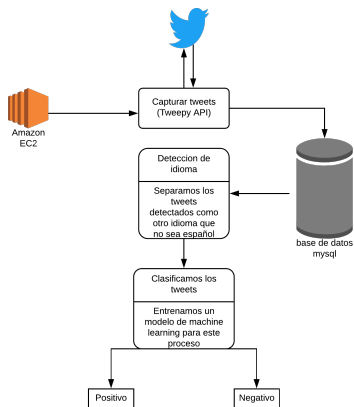 Capturar tweets
(Tweepy API)
Amazon
EC2
Deteccion de
idioma
Separamos los
tweets
detectados como
otro idioma que
no sea español
base de datos
mysql
Clasificamos los
tweets
Entrenamos un
modelo de machine
learning para este
proceso
Positivo
Negativo